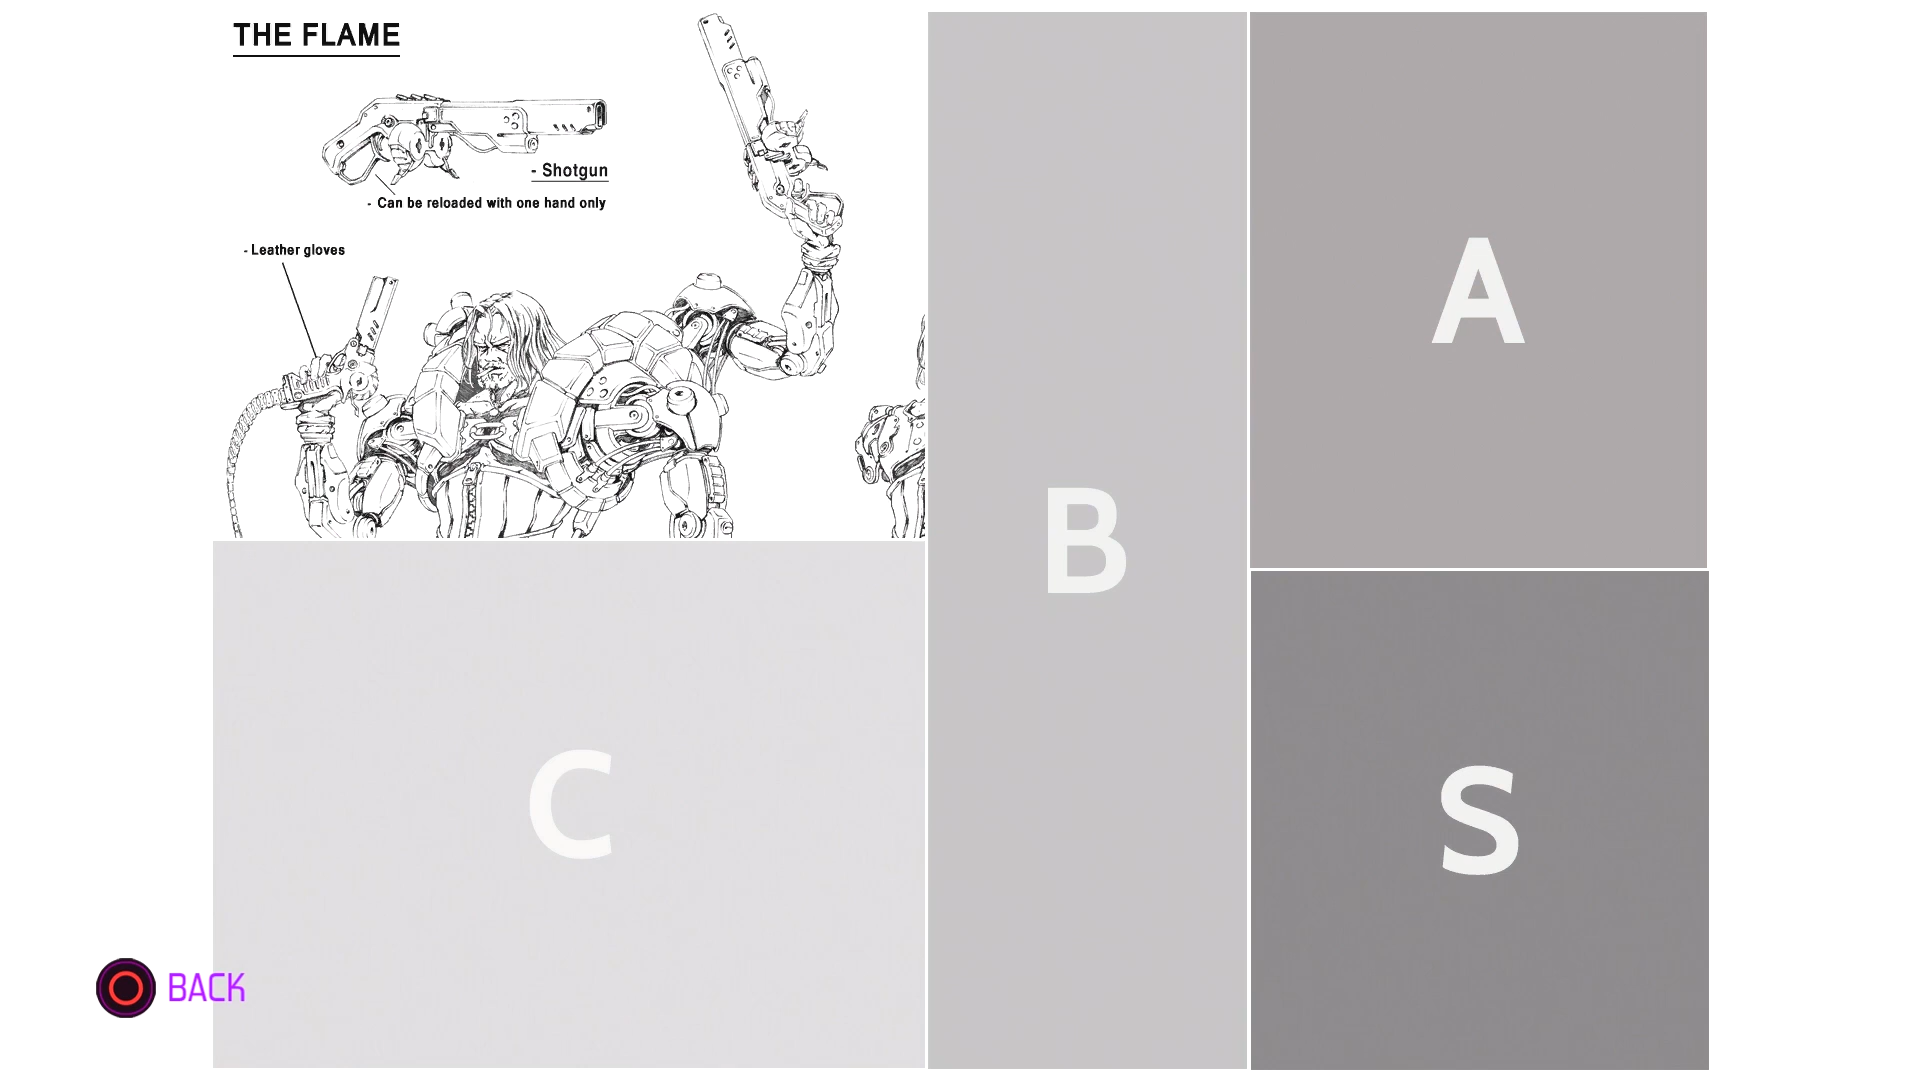 THE FLAME
- Shotgun
- Can be reloaded with one hand only
- Leather gloves
A
B
C
S
BACK